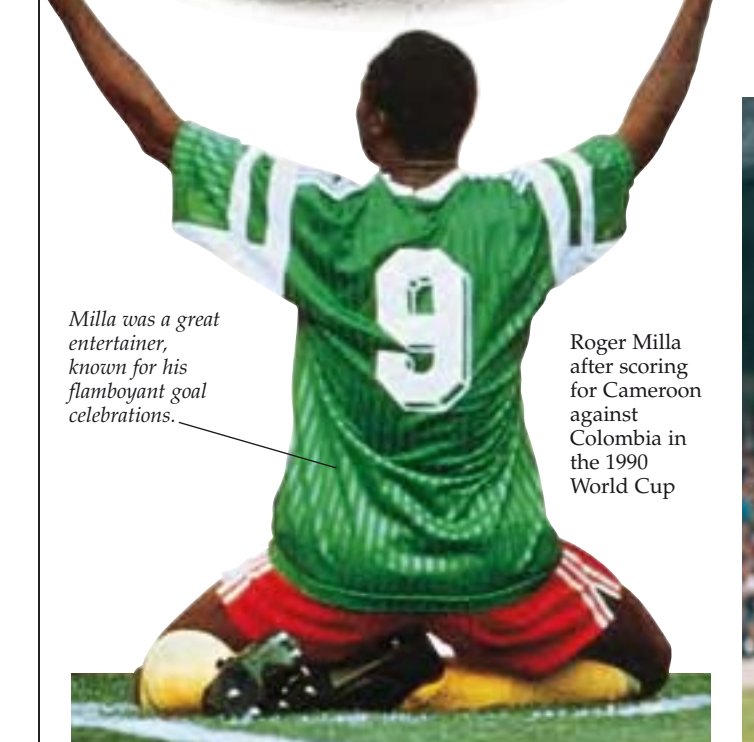 9
Milla was a great
entertainer,
known for his
flamboyant goal
celebrations.
Roger Milla
after scoring
for Cameroon
against
Colombia in
the 1990
World Cup